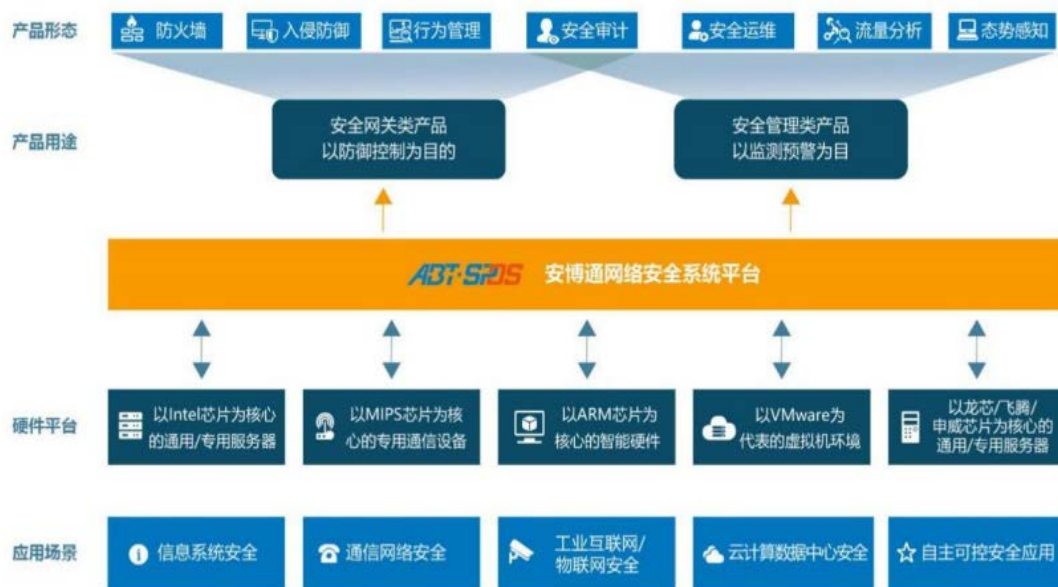 产品形态
防火墙
入侵防御
行为管理
安全审计
安全运维
流量分析
态势感知
产品用途
安全网关类产品
以防御控制为目的
安全管理类产品
以监测预警为目
ABT·SPOS 安博通网络安全系统平台
硬件平台
以Intel芯片为核心
的通用/专用服务器
以MIPS芯片为核
心的专用通信设备
以ARM芯片为
核心的智能硬件
以VMware为
代表的虚拟机环境
以龙芯/飞腾/
申威芯片为核心的
通用/专用服务器
应用场景
信息系统安全
通信网络安全
工业互联网/
物联网安全
云计算数据中心安全
自主可控安全应用